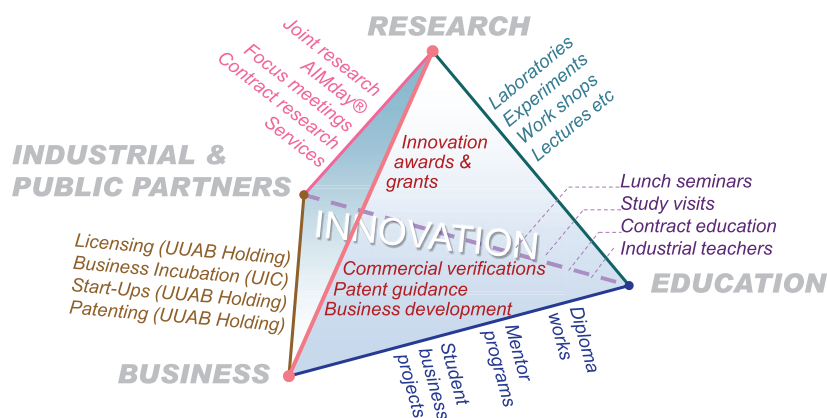 RESEARCH
Joint research
AIMday®
Focus meetings
Contract research
Services
Laboratories
Experiments
Work shops
Lectures etc
Innovation
awards &
grants
INDUSTRIAL &
PUBLIC PARTNERS
Lunch seminars
Study visits
Contract education
Industrial teachers
INNOVATION
Licensing (UUAB Holding)
Business Incubation (UIC)
Start-Ups (UUAB Holding)
Patenting (UUAB Holding)
Commercial verifications
Patent guidance
Business development
EDUCATION
BUSINESS
Student
business
projects
Mentor
programs
Diploma
works